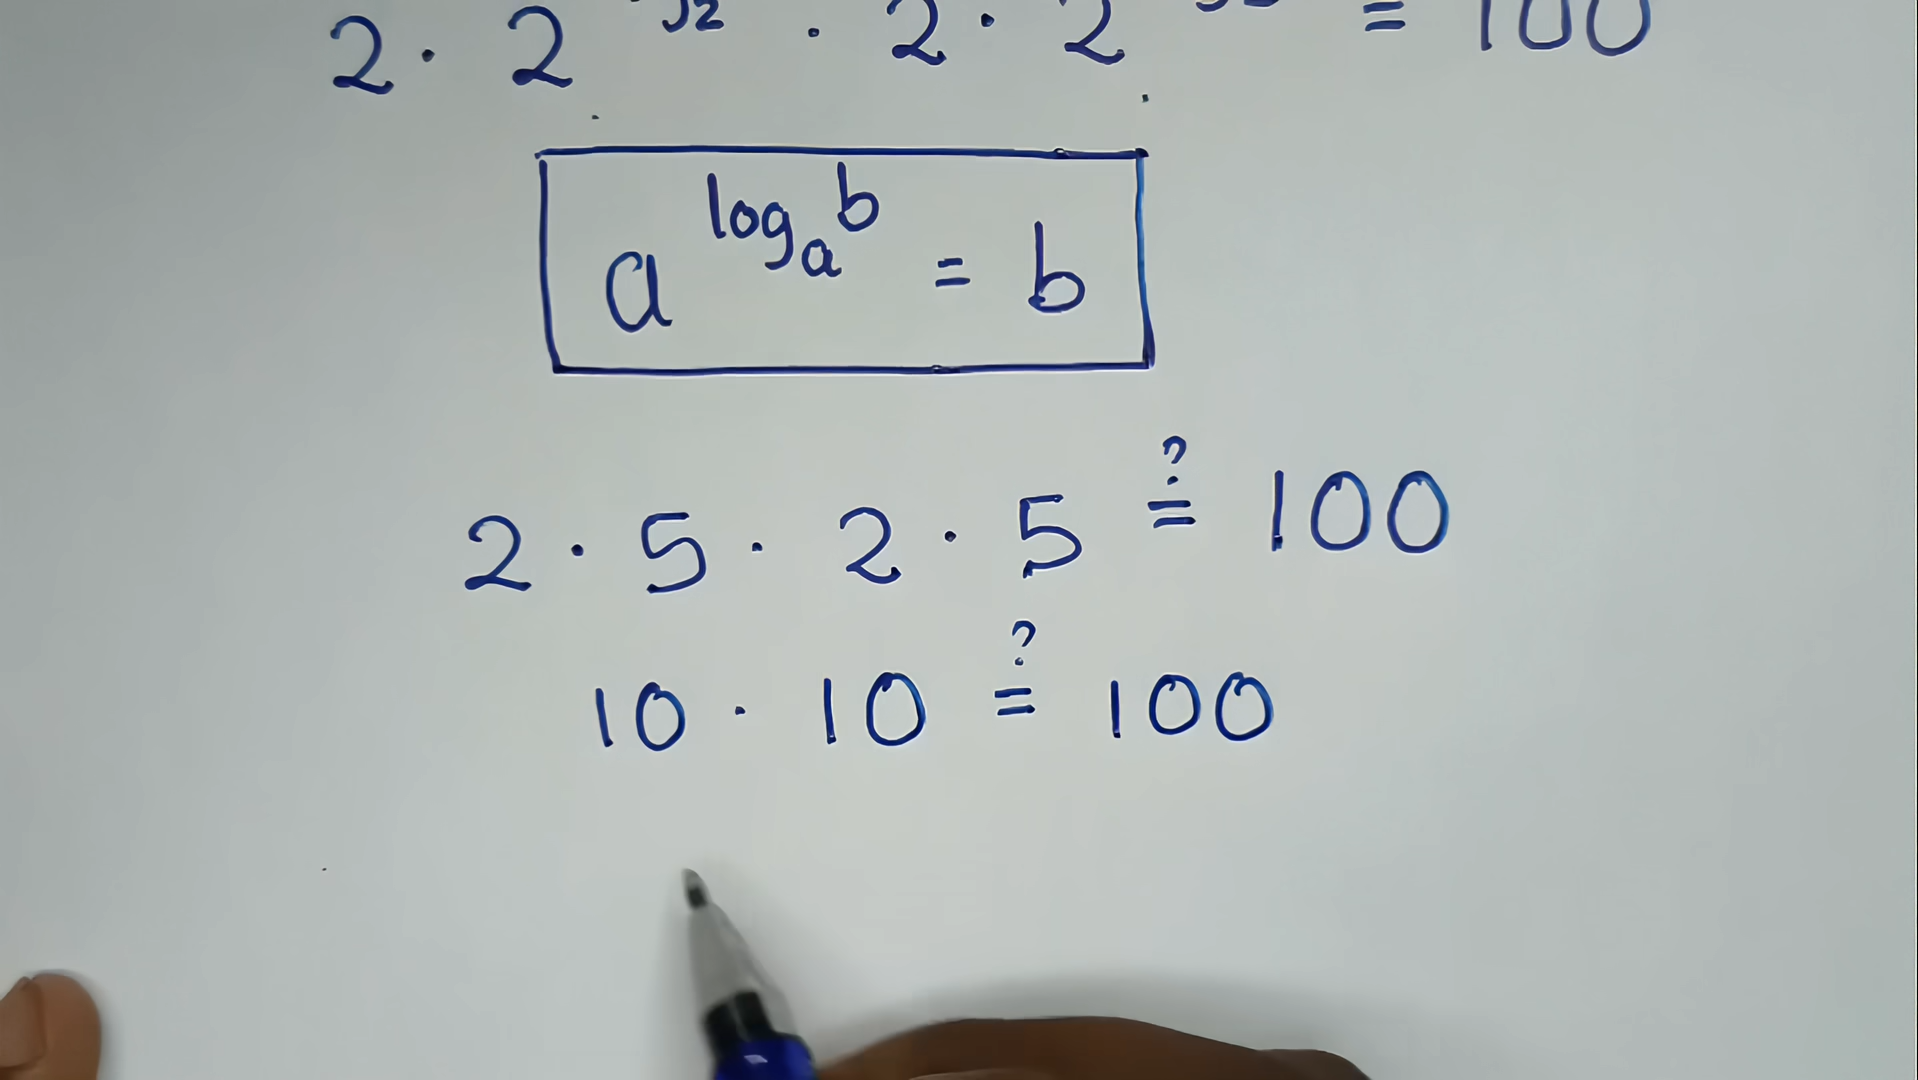 2 · 2 · 2 · 2 = 100
a^log_a b = b
2 · 5 · 2 · 5 ≟ 100
10 · 10 ≟ 100